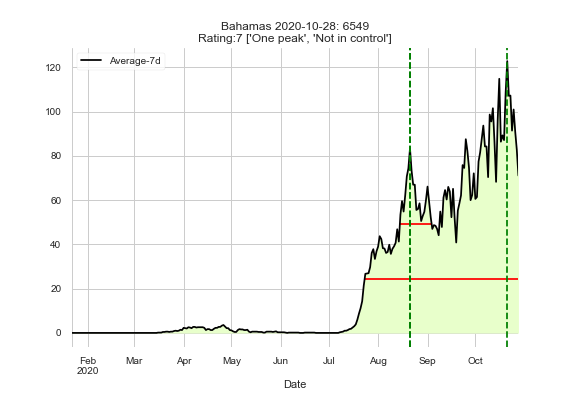 Bahamas 2020-10-28: 6549
Rating:7 ['One peak', 'Not in control']
Average-7d
120
100
80
60
40
20
0
Feb Mar Apr May Jun Jul Aug Sep Oct
2020
Date